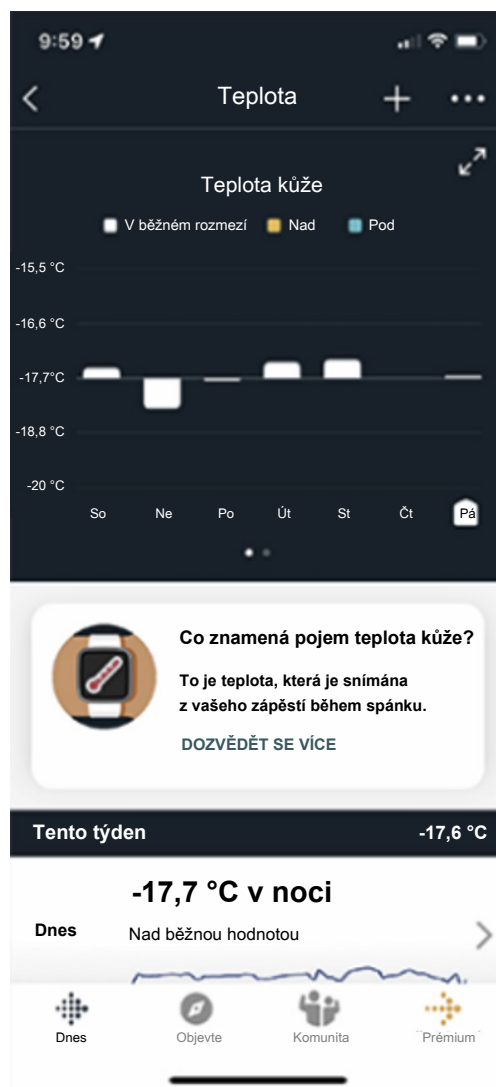 9:59
Teplota
Teplota kůže
V běžném rozmezí Nad Pod
-15,5 °C
-16,6 °C
-17,7°C
-18,8 °C
-20 °C
So Ne Po Út St Čt Pá
Co znamená pojem teplota kůže?
To je teplota, která je snímána
z vašeho zápěstí během spánku.
DOZVĚDĚT SE VÍCE
Tento týden -17,6 °C
-17,7 °C v noci
Dnes Nad běžnou hodnotou
Dnes Objevte Komunita Prémium